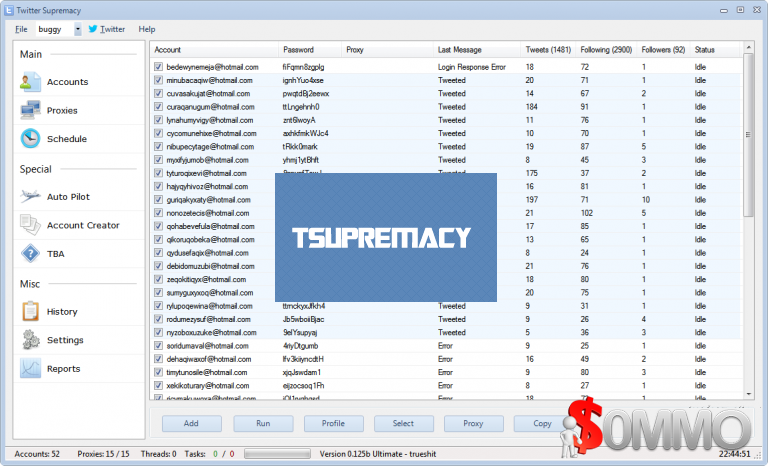 Twitter Supremacy
File buggy Twitter Help
Main
Accounts
Proxies
Schedule
Special
Auto Pilot
Account Creator
TBA
Misc
History
Settings
Reports
Account Password Proxy Last Message Tweets (1481) Following (2900) Followers (92) Status
bedewynemeja@hotmail.com fiFqmn8zgplg Login Response Error 18 72 1 Idle
minubacaqiw@hotmail.com ignhYuo4xse Tweeted 20 71 1 Idle
cuvasakujat@hotmail.com pwqtdBj2eewx Tweeted 14 67 2 Idle
curaqanugum@hotmail.com ttLngehnh0 Tweeted 184 91 1 Idle
lynahumyvigy@hotmail.com znt6lwoyA Tweeted 11 76 1 Idle
cycomunehixe@hotmail.com axhkfmkWJc4 Tweeted 10 70 1 Idle
nibupecytage@hotmail.com tRkk0mark Tweeted 19 87 5 Idle
myxifyjumob@hotmail.com yhmj1ytBhft Tweeted 8 45 3 Idle
tyturoqixevi@hotmail.com Tweeted 175 37 2 Idle
hajyqyhivoz@hotmail.com 16 81 1 Idle
guriqakyxaty@hotmail.com 197 71 10 Idle
nonozetecis@hotmail.com 21 102 5 Idle
qohabevefula@hotmail.com 17 85 1 Idle
qikoruqobeka@hotmail.com 13 65 1 Idle
qydusefaqix@hotmail.com 8 24 1 Idle
debidomuzubi@hotmail.com 21 76 1 Idle
zeqokitiqyx@hotmail.com 18 80 1 Idle
sumyguxyxoq@hotmail.com 20 75 1 Idle
rylupoqewina@hotmail.com ttmckyxJfkh4 Tweeted 9 31 1 Idle
rodumezysuf@hotmail.com Jb5wboiiBjac Tweeted 9 26 4 Idle
nyzoboxuzuke@hotmail.com 9elYsupyaj Tweeted 5 36 3 Idle
soridumaval@hotmail.com 4riyDtgumb Error 9 25 1 Idle
dehaqiwaxof@hotmail.com lfv3kiiyncdtH Error 16 49 2 Idle
timytunosile@hotmail.com xjqJswdam1 Error 9 80 3 Idle
xekikoturary@hotmail.com eijzocsoq1Fh Error 8 27 1 Idle
TSUPREMACY
Add Run Profile Select Proxy Copy
$OMMO
Accounts: 52 Proxies: 15 / 15 Threads: 0 Tasks: 0 / 0 Version 0.125b Ultimate - trueshit 22:44:51